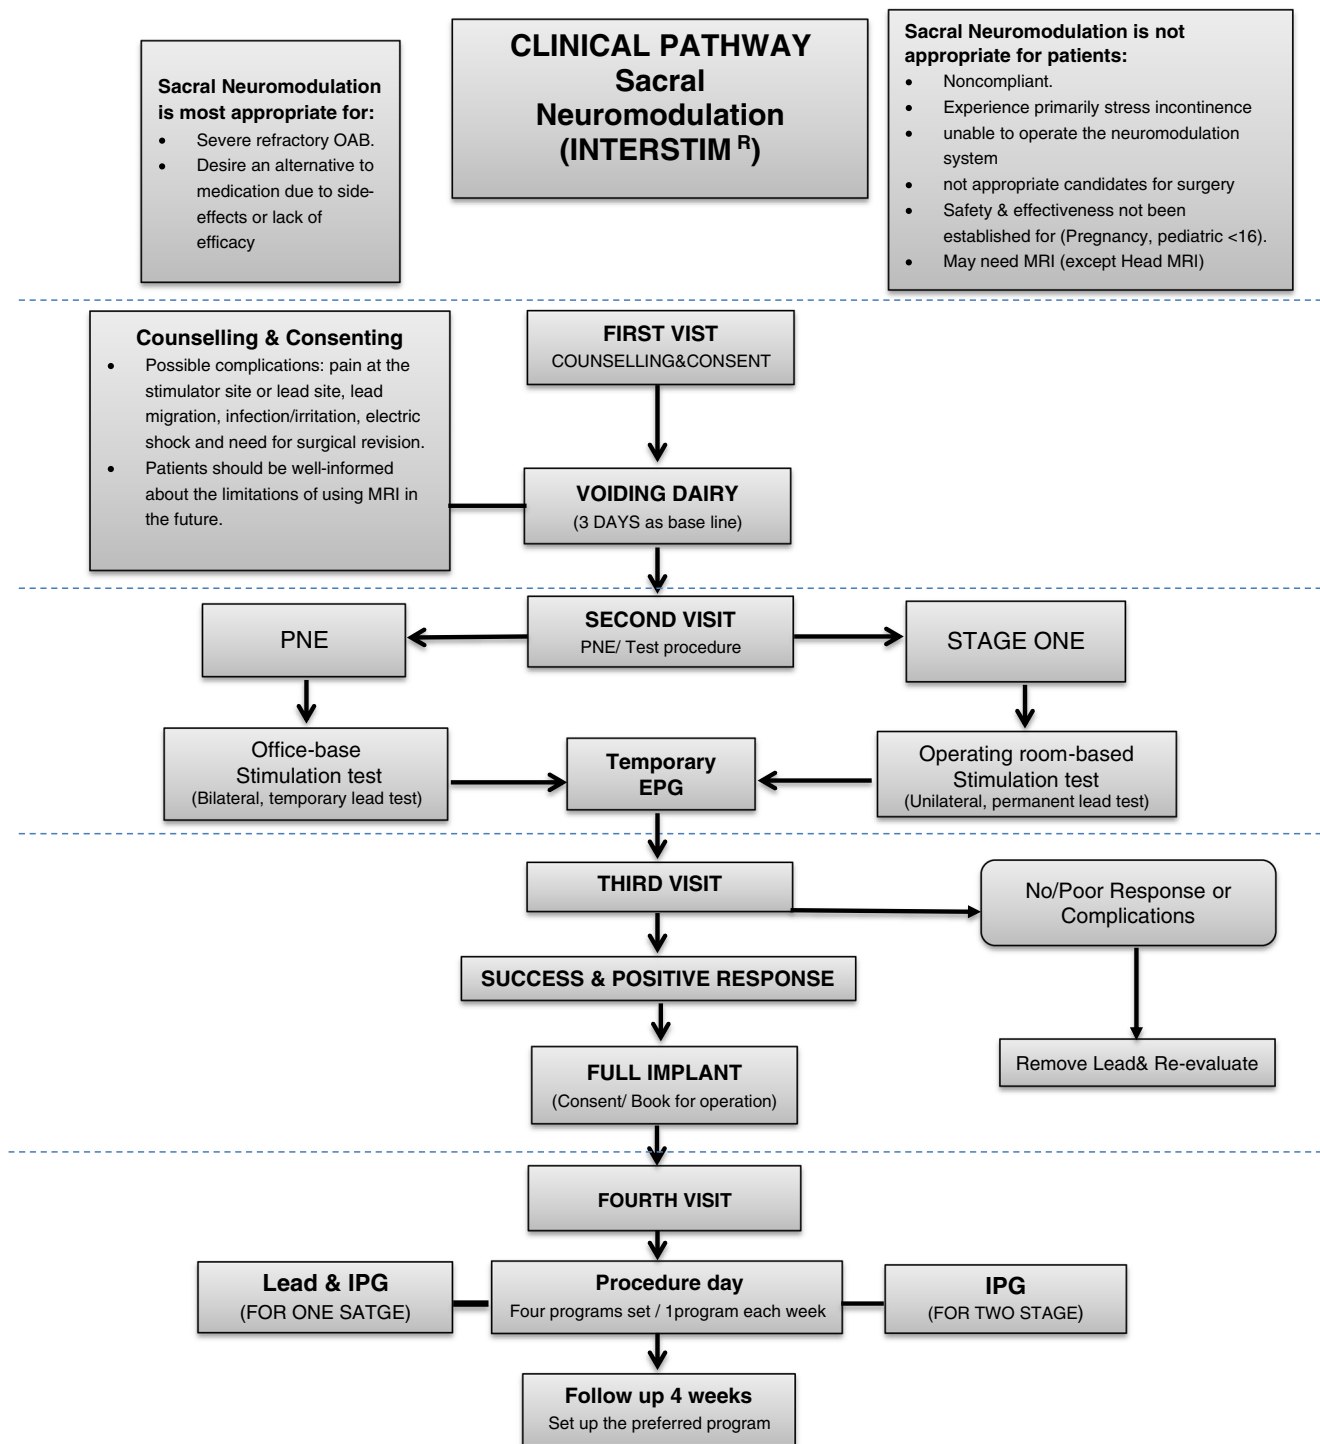 Sacral Neuromodulation
is most appropriate for:
• Severe refractory OAB.
• Desire an alternative to
medication due to side-
effects or lack of
efficacy
CLINICAL PATHWAY
Sacral
Neuromodulation
(INTERSTIM R)
Sacral Neuromodulation is not
appropriate for patients:
• Noncompliant.
• Experience primarily stress incontinence
• unable to operate the neuromodulation
system
• not appropriate candidates for surgery
• Safety & effectiveness not been
established for (Pregnancy, pediatric <16).
• May need MRI (except Head MRI)
Counselling & Consenting
• Possible complications: pain at the
stimulator site or lead site, lead
migration, infection/irritation, electric
shock and need for surgical revision.
• Patients should be well-informed
about the limitations of using MRI in
the future.
FIRST VIST
COUNSELLING&CONSENT
VOIDING DAIRY
(3 DAYS as base line)
PNE
SECOND VISIT
PNE/ Test procedure
STAGE ONE
Office-base
Stimulation test
(Bilateral, temporary lead test)
Temporary
EPG
Operating room-based
Stimulation test
(Unilateral, permanent lead test)
THIRD VISIT
No/Poor Response or
Complications
SUCCESS & POSITIVE RESPONSE
FULL IMPLANT
(Consent/ Book for operation)
Remove Lead& Re-evaluate
FOURTH VISIT
Lead & IPG
(FOR ONE SATGE)
Procedure day
Four programs set / 1program each week
IPG
(FOR TWO STAGE)
Follow up 4 weeks
Set up the preferred program